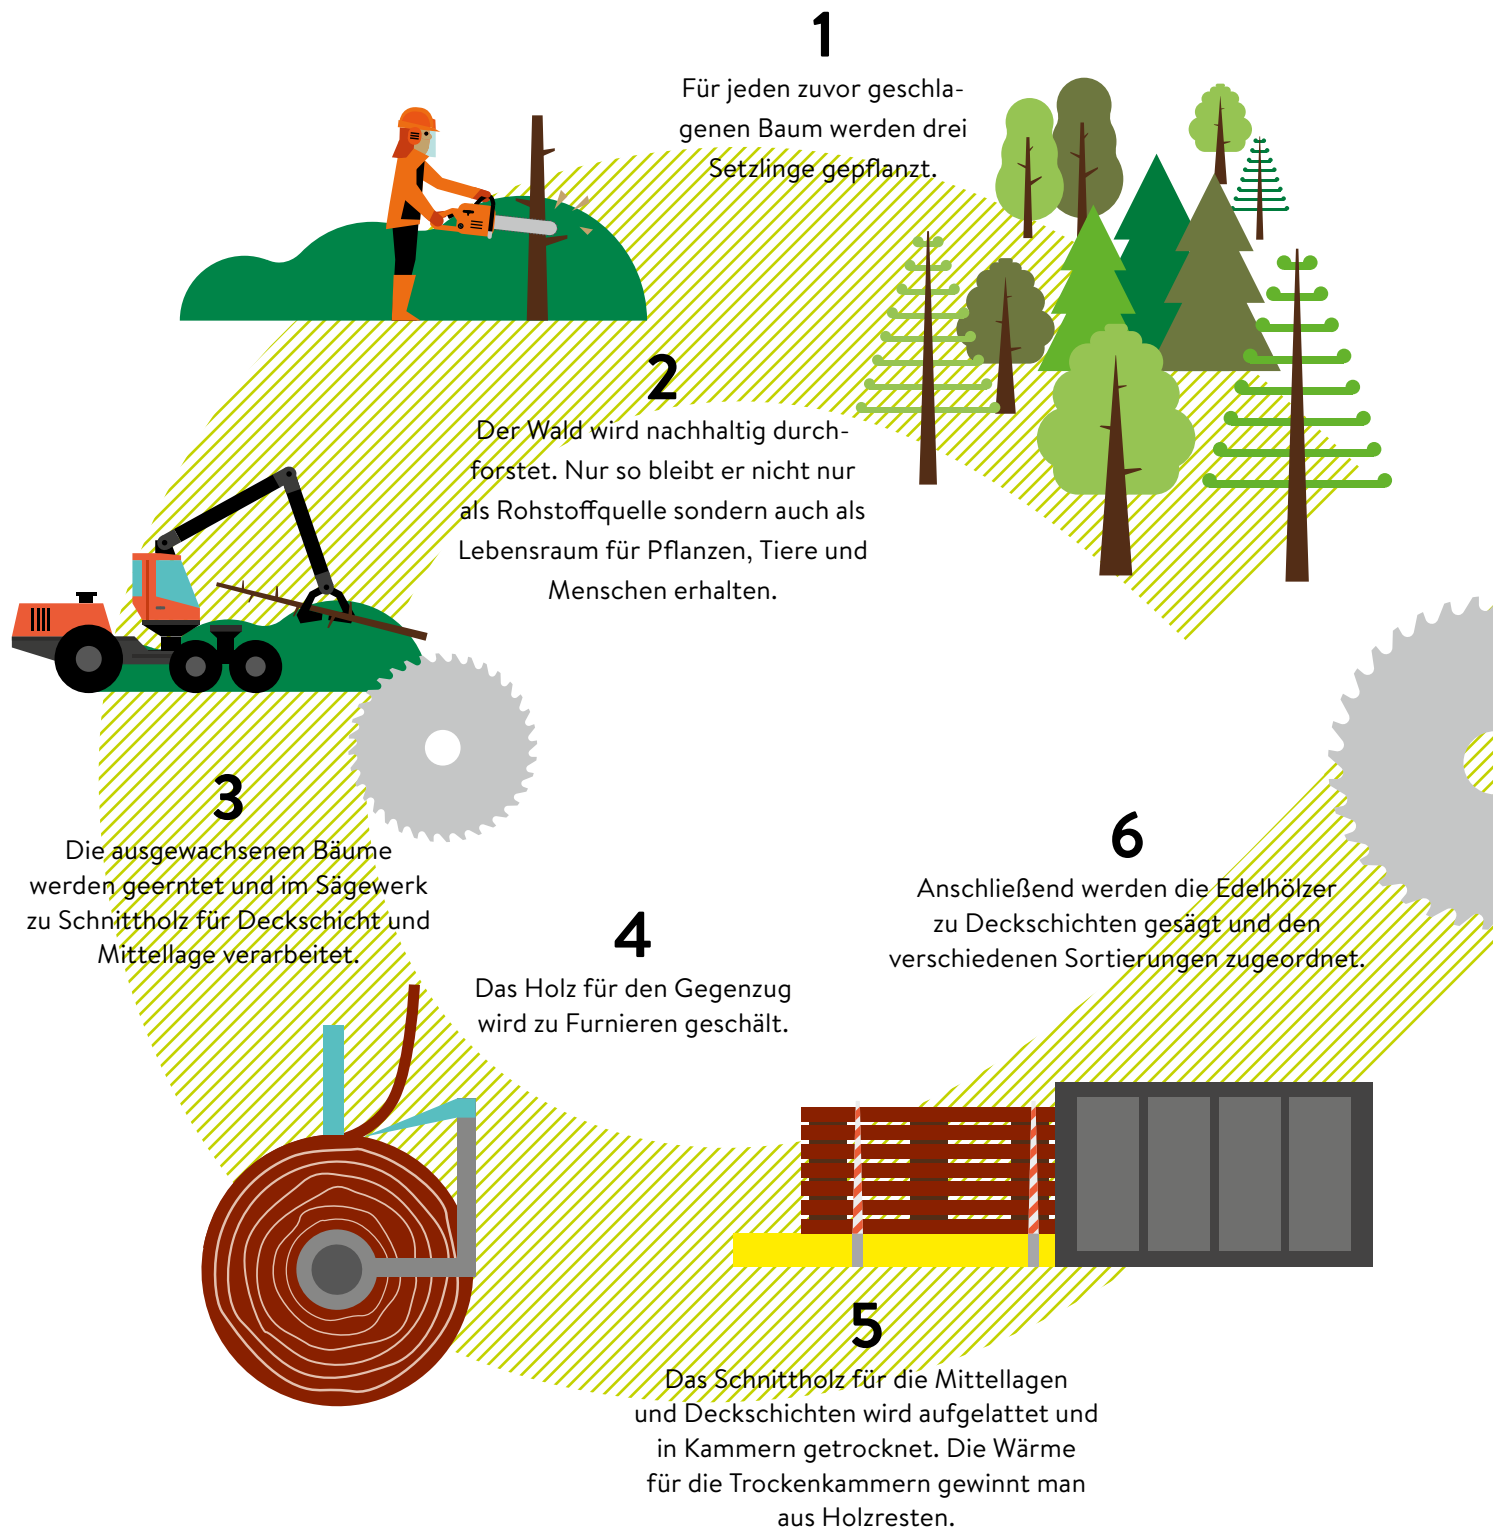 1
Für jeden zuvor geschla-
genen Baum werden drei
Setzlinge gepflanzt.
2
Der Wald wird nachhaltig durch-
forstet. Nur so bleibt er nicht nur
als Rohstoffquelle sondern auch als
Lebensraum für Pflanzen, Tiere und
Menschen erhalten.
3
Die ausgewachsenen Bäume
werden geerntet und im Sägewerk
zu Schnittholz für Deckschicht und
Mittellage verarbeitet.
4
Das Holz für den Gegenzug
wird zu Furnieren geschält.
5
Das Schnittholz für die Mittellagen
und Deckschichten wird aufgelattet und
in Kammern getrocknet. Die Wärme
für die Trockenkammern gewinnt man
aus Holzresten.
6
Anschließend werden die Edelhölzer
zu Deckschichten gesägt und den
verschiedenen Sortierungen zugeordnet.